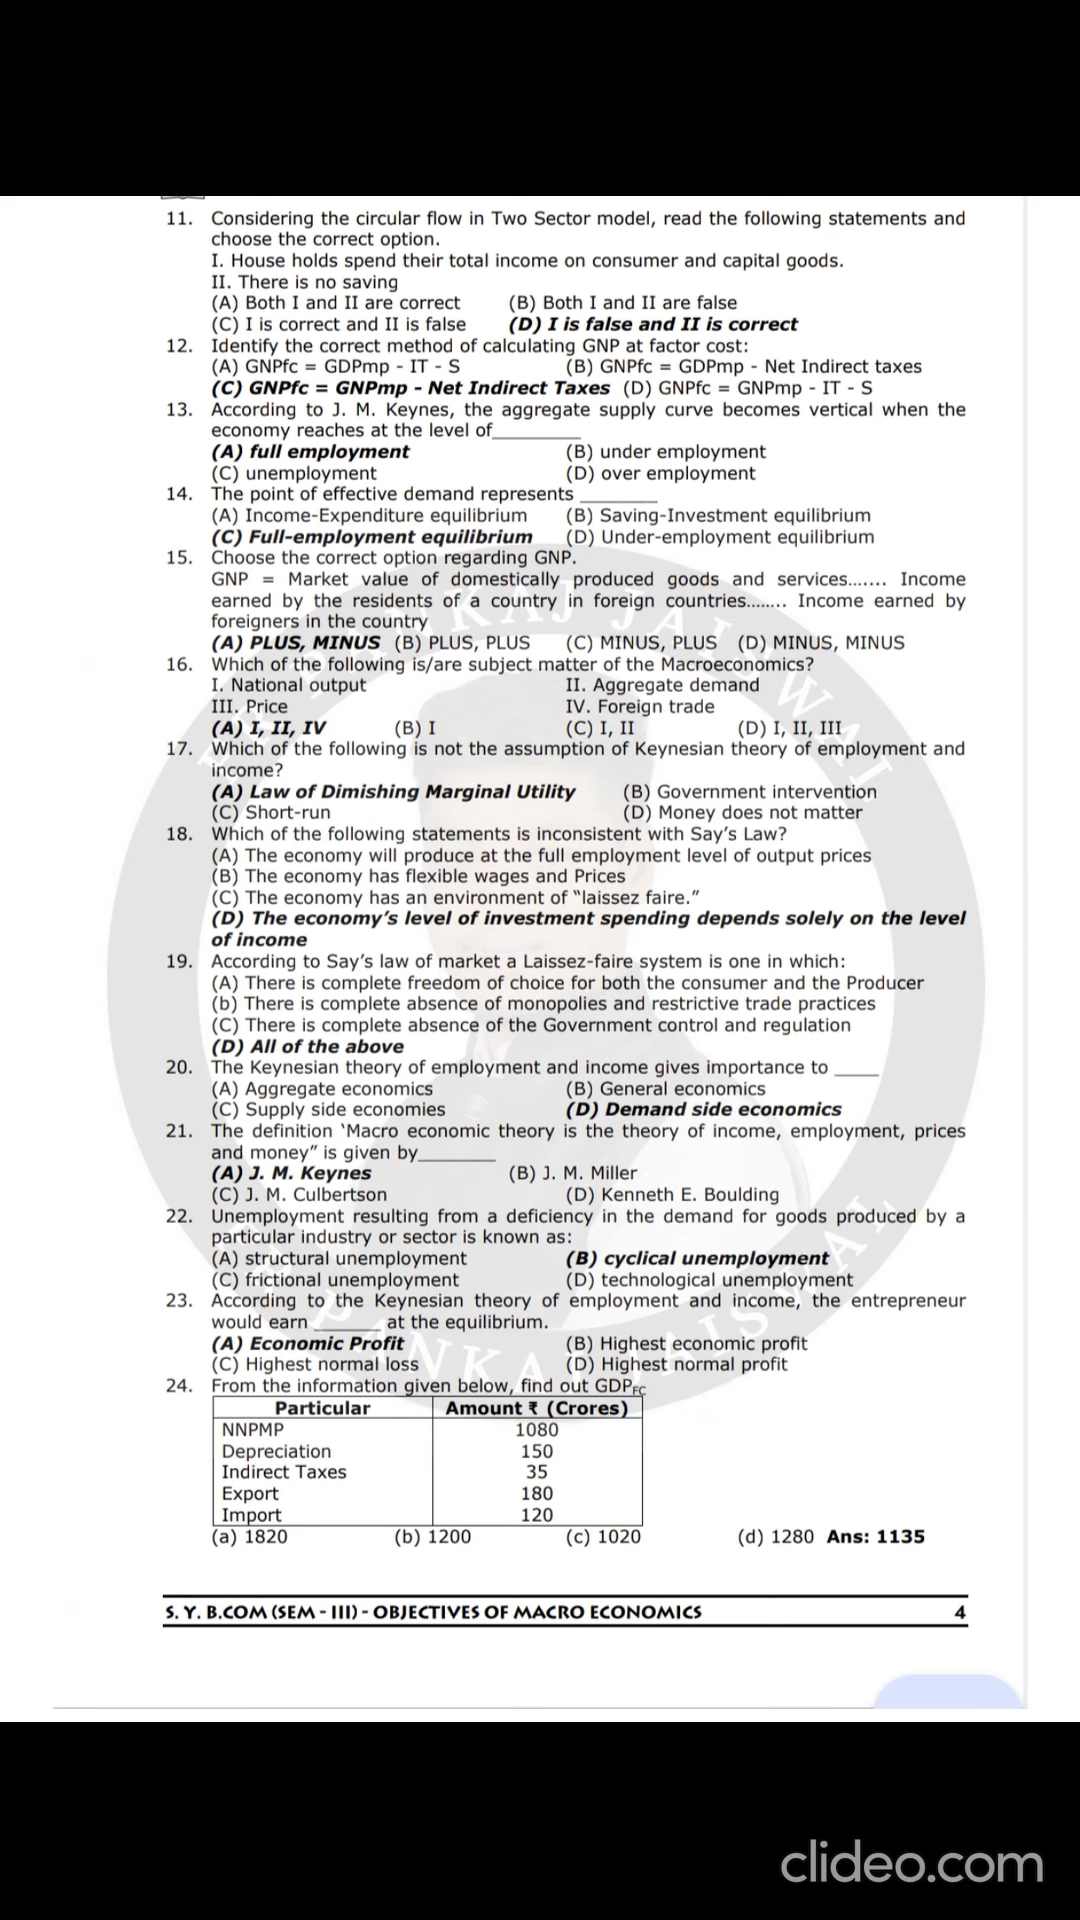 11. Considering the circular flow in Two Sector model, read the following statements and
choose the correct option.
I. House holds spend their total income on consumer and capital goods.
II. There is no saving
(A) Both I and II are correct (B) Both I and II are false
(C) I is correct and II is false (D) I is false and II is correct
12. Identify the correct method of calculating GNP at factor cost:
(A) GNPfc = GDPmp - IT - S (B) GNPfc = GDPmp - Net Indirect taxes
(C) GNPfc = GNPmp - Net Indirect Taxes (D) GNPfc = GNPmp - IT - S
13. According to J. M. Keynes, the aggregate supply curve becomes vertical when the
economy reaches at the level of_________
(A) full employment (B) under employment
(C) unemployment (D) over employment
14. The point of effective demand represents ________
(A) Income-Expenditure equilibrium (B) Saving-Investment equilibrium
(C) Full-employment equilibrium (D) Under-employment equilibrium
15. Choose the correct option regarding GNP.
GNP = Market value of domestically produced goods and services....... Income
earned by the residents of a country in foreign countries........ Income earned by
foreigners in the country
(A) PLUS, MINUS (B) PLUS, PLUS (C) MINUS, PLUS (D) MINUS, MINUS
16. Which of the following is/are subject matter of the Macroeconomics?
I. National output II. Aggregate demand
III. Price IV. Foreign trade
(A) I, II, IV (B) I (C) I, II (D) I, II, III
17. Which of the following is not the assumption of Keynesian theory of employment and
income?
(A) Law of Dimishing Marginal Utility (B) Government intervention
(C) Short-run (D) Money does not matter
18. Which of the following statements is inconsistent with Say's Law?
(A) The economy will produce at the full employment level of output prices
(B) The economy has flexible wages and Prices
(C) The economy has an environment of "laissez faire."
(D) The economy's level of investment spending depends solely on the level
of income
19. According to Say's law of market a Laissez-faire system is one in which:
(A) There is complete freedom of choice for both the consumer and the Producer
(b) There is complete absence of monopolies and restrictive trade practices
(C) There is complete absence of the Government control and regulation
(D) All of the above
20. The Keynesian theory of employment and income gives importance to _____
(A) Aggregate economics (B) General economics
(C) Supply side economies (D) Demand side economics
21. The definition 'Macro economic theory is the theory of income, employment, prices
and money" is given by________
(A) J. M. Keynes (B) J. M. Miller
(C) J. M. Culbertson (D) Kenneth E. Boulding
22. Unemployment resulting from a deficiency in the demand for goods produced by a
particular industry or sector is known as:
(A) structural unemployment (B) cyclical unemployment
(C) frictional unemployment (D) technological unemployment
23. According to the Keynesian theory of employment and income, the entrepreneur
would earn _______ at the equilibrium.
(A) Economic Profit (B) Highest economic profit
(C) Highest normal loss (D) Highest normal profit
24. From the information given below, find out GDPFC
Particular Amount ₹ (Crores)
NNPMP 1080
Depreciation 150
Indirect Taxes 35
Export 180
Import 120
(a) 1820 (b) 1200 (c) 1020 (d) 1280 Ans: 1135
S. Y. B.COM (SEM - III) - OBJECTIVES OF MACRO ECONOMICS 4
PANKAJ JAISWAL
PANKAJ JAISWAL
clideo.com